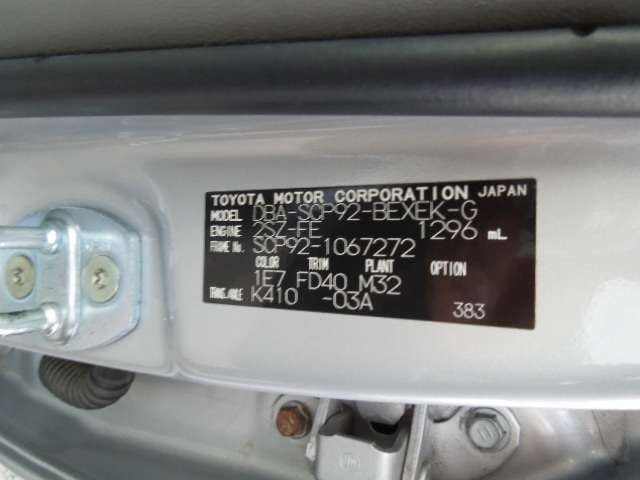 TOYOTA MOTOR CORPORATION JAPAN
MODEL DBA-SCP92-BEXEK-G
ENGINE 2SZ-FE 1296 mL
FRAME No. SCP92-1067272
COLOR TRIM PLANT OPTION
1E7 FD40 M32
TRANS./AXLE K410 -03A
383